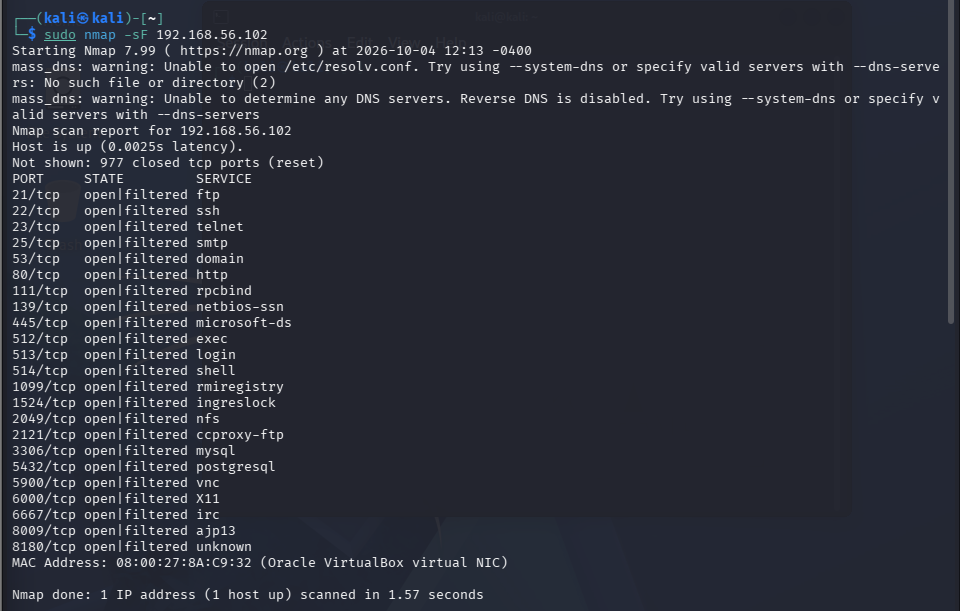 ┌──(kali㉿kali)-[~]
└─$ sudo nmap -sF 192.168.56.102
Starting Nmap 7.99 ( https://nmap.org ) at 2026-10-04 12:13 -0400
mass_dns: warning: Unable to open /etc/resolv.conf. Try using --system-dns or specify valid servers with --dns-serve
rs: No such file or directory (2)
mass_dns: warning: Unable to determine any DNS servers. Reverse DNS is disabled. Try using --system-dns or specify v
alid servers with --dns-servers
Nmap scan report for 192.168.56.102
Host is up (0.0025s latency).
Not shown: 977 closed tcp ports (reset)
PORT     STATE         SERVICE
21/tcp   open|filtered ftp
22/tcp   open|filtered ssh
23/tcp   open|filtered telnet
25/tcp   open|filtered smtp
53/tcp   open|filtered domain
80/tcp   open|filtered http
111/tcp  open|filtered rpcbind
139/tcp  open|filtered netbios-ssn
445/tcp  open|filtered microsoft-ds
512/tcp  open|filtered exec
513/tcp  open|filtered login
514/tcp  open|filtered shell
1099/tcp open|filtered rmiregistry
1524/tcp open|filtered ingreslock
2049/tcp open|filtered nfs
2121/tcp open|filtered ccproxy-ftp
3306/tcp open|filtered mysql
5432/tcp open|filtered postgresql
5900/tcp open|filtered vnc
6000/tcp open|filtered X11
6667/tcp open|filtered irc
8009/tcp open|filtered ajp13
8180/tcp open|filtered unknown
MAC Address: 08:00:27:8A:C9:32 (Oracle VirtualBox virtual NIC)
Nmap done: 1 IP address (1 host up) scanned in 1.57 seconds